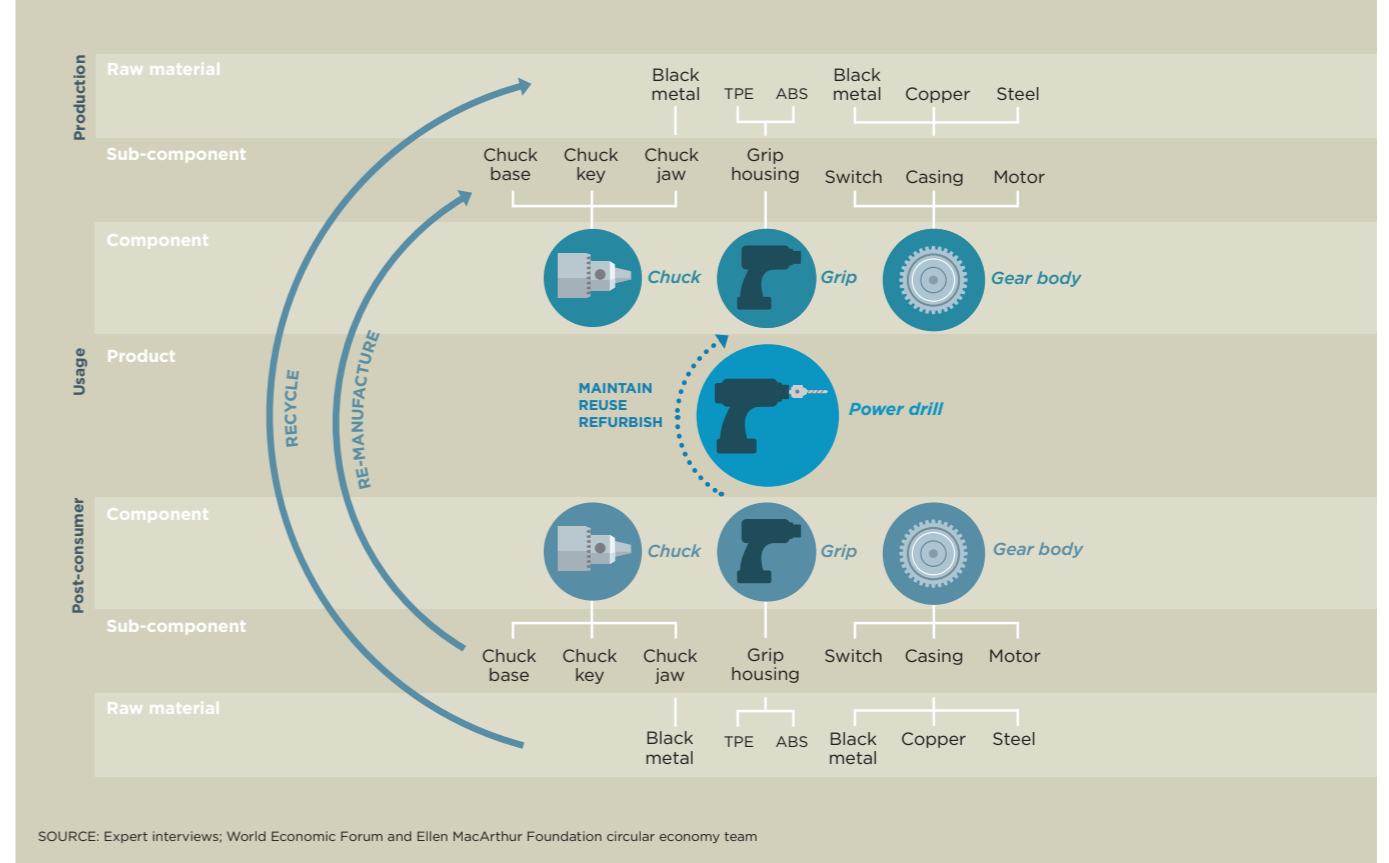 Production
Raw material
Black
metal
TPE
ABS
Black
metal
Copper
Steel
Sub-component
Chuck
base
Chuck
key
Chuck
jaw
Grip
housing
Switch
Casing
Motor
Component
Chuck
Grip
Gear body
Usage
Product
RECYCLE
RE-MANUFACTURE
MAINTAIN
REUSE
REFURBISH
Power drill
Post-consumer
Component
Chuck
Grip
Gear body
Sub-component
Chuck
base
Chuck
key
Chuck
jaw
Grip
housing
Switch
Casing
Motor
Raw material
Black
metal
TPE
ABS
Black
metal
Copper
Steel
SOURCE: Expert interviews; World Economic Forum and Ellen MacArthur Foundation circular economy team